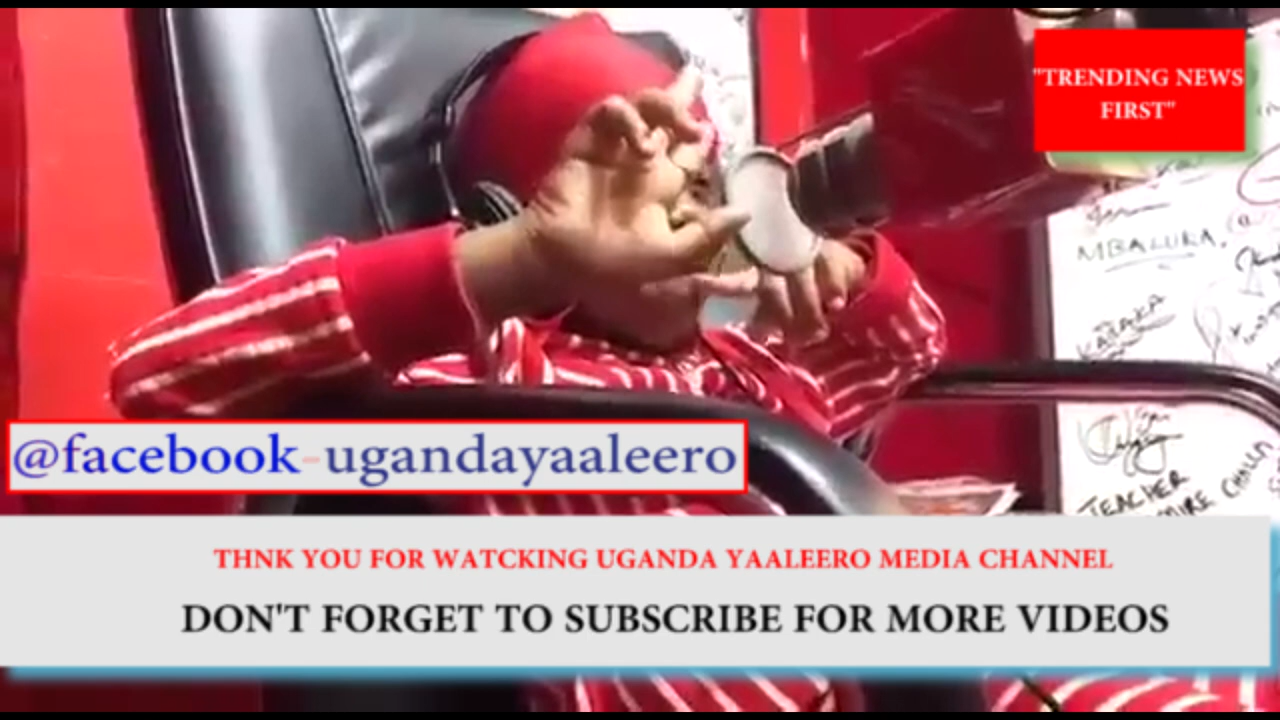 "TRENDING NEWS
FIRST"
MBALUKA.
TEACHER
@facebook-ugandayaaleero
THNK YOU FOR WATCKING UGANDA YAALEERO MEDIA CHANNEL
DON'T FORGET TO SUBSCRIBE FOR MORE VIDEOS